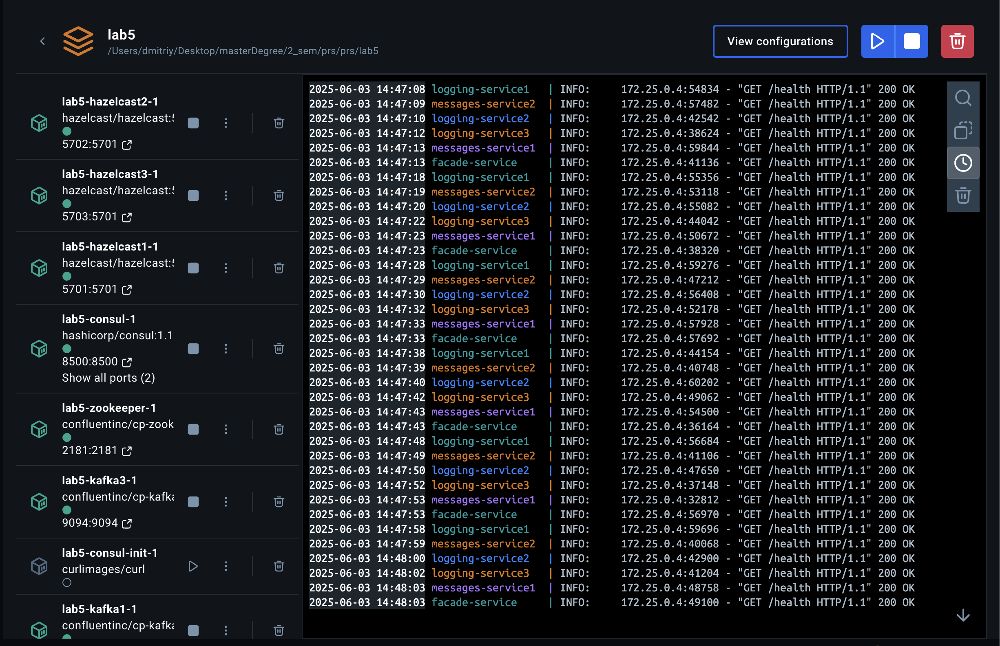 lab5
/Users/dmitriy/Desktop/masterDegree/2_sem/prs/prs/lab5
View configurations
lab5-hazelcast2-1
hazelcast/hazelcast:5
5702:5701
lab5-hazelcast3-1
hazelcast/hazelcast:5
5703:5701
lab5-hazelcast1-1
hazelcast/hazelcast:5
5701:5701
lab5-consul-1
hashicorp/consul:1.1
8500:8500
Show all ports (2)
lab5-zookeeper-1
confluentinc/cp-zook
2181:2181
lab5-kafka3-1
confluentinc/cp-kafka
9094:9094
lab5-consul-init-1
curlimages/curl
lab5-kafka1-1
confluentinc/cp-kafka
2025-06-03 14:47:08 logging-service1 | INFO: 172.25.0.4:54834 - "GET /health HTTP/1.1" 200 OK
2025-06-03 14:47:09 messages-service2 | INFO: 172.25.0.4:57482 - "GET /health HTTP/1.1" 200 OK
2025-06-03 14:47:10 logging-service2 | INFO: 172.25.0.4:42542 - "GET /health HTTP/1.1" 200 OK
2025-06-03 14:47:12 logging-service3 | INFO: 172.25.0.4:38624 - "GET /health HTTP/1.1" 200 OK
2025-06-03 14:47:13 messages-service1 | INFO: 172.25.0.4:59844 - "GET /health HTTP/1.1" 200 OK
2025-06-03 14:47:13 facade-service | INFO: 172.25.0.4:41136 - "GET /health HTTP/1.1" 200 OK
2025-06-03 14:47:18 logging-service1 | INFO: 172.25.0.4:55356 - "GET /health HTTP/1.1" 200 OK
2025-06-03 14:47:19 messages-service2 | INFO: 172.25.0.4:53118 - "GET /health HTTP/1.1" 200 OK
2025-06-03 14:47:20 logging-service2 | INFO: 172.25.0.4:55082 - "GET /health HTTP/1.1" 200 OK
2025-06-03 14:47:22 logging-service3 | INFO: 172.25.0.4:44042 - "GET /health HTTP/1.1" 200 OK
2025-06-03 14:47:23 messages-service1 | INFO: 172.25.0.4:50672 - "GET /health HTTP/1.1" 200 OK
2025-06-03 14:47:23 facade-service | INFO: 172.25.0.4:38320 - "GET /health HTTP/1.1" 200 OK
2025-06-03 14:47:28 logging-service1 | INFO: 172.25.0.4:59276 - "GET /health HTTP/1.1" 200 OK
2025-06-03 14:47:29 messages-service2 | INFO: 172.25.0.4:47212 - "GET /health HTTP/1.1" 200 OK
2025-06-03 14:47:30 logging-service2 | INFO: 172.25.0.4:56408 - "GET /health HTTP/1.1" 200 OK
2025-06-03 14:47:32 logging-service3 | INFO: 172.25.0.4:52178 - "GET /health HTTP/1.1" 200 OK
2025-06-03 14:47:33 messages-service1 | INFO: 172.25.0.4:57928 - "GET /health HTTP/1.1" 200 OK
2025-06-03 14:47:33 facade-service | INFO: 172.25.0.4:57692 - "GET /health HTTP/1.1" 200 OK
2025-06-03 14:47:38 logging-service1 | INFO: 172.25.0.4:44154 - "GET /health HTTP/1.1" 200 OK
2025-06-03 14:47:39 messages-service2 | INFO: 172.25.0.4:40748 - "GET /health HTTP/1.1" 200 OK
2025-06-03 14:47:40 logging-service2 | INFO: 172.25.0.4:60202 - "GET /health HTTP/1.1" 200 OK
2025-06-03 14:47:42 logging-service3 | INFO: 172.25.0.4:49062 - "GET /health HTTP/1.1" 200 OK
2025-06-03 14:47:43 messages-service1 | INFO: 172.25.0.4:54500 - "GET /health HTTP/1.1" 200 OK
2025-06-03 14:47:43 facade-service | INFO: 172.25.0.4:36164 - "GET /health HTTP/1.1" 200 OK
2025-06-03 14:47:48 logging-service1 | INFO: 172.25.0.4:56684 - "GET /health HTTP/1.1" 200 OK
2025-06-03 14:47:49 messages-service2 | INFO: 172.25.0.4:41106 - "GET /health HTTP/1.1" 200 OK
2025-06-03 14:47:50 logging-service2 | INFO: 172.25.0.4:47650 - "GET /health HTTP/1.1" 200 OK
2025-06-03 14:47:52 logging-service3 | INFO: 172.25.0.4:37148 - "GET /health HTTP/1.1" 200 OK
2025-06-03 14:47:53 messages-service1 | INFO: 172.25.0.4:32812 - "GET /health HTTP/1.1" 200 OK
2025-06-03 14:47:53 facade-service | INFO: 172.25.0.4:56970 - "GET /health HTTP/1.1" 200 OK
2025-06-03 14:47:58 logging-service1 | INFO: 172.25.0.4:59696 - "GET /health HTTP/1.1" 200 OK
2025-06-03 14:47:59 messages-service2 | INFO: 172.25.0.4:40068 - "GET /health HTTP/1.1" 200 OK
2025-06-03 14:48:00 logging-service2 | INFO: 172.25.0.4:42900 - "GET /health HTTP/1.1" 200 OK
2025-06-03 14:48:02 logging-service3 | INFO: 172.25.0.4:41204 - "GET /health HTTP/1.1" 200 OK
2025-06-03 14:48:03 messages-service1 | INFO: 172.25.0.4:48758 - "GET /health HTTP/1.1" 200 OK
2025-06-03 14:48:03 facade-service | INFO: 172.25.0.4:49100 - "GET /health HTTP/1.1" 200 OK